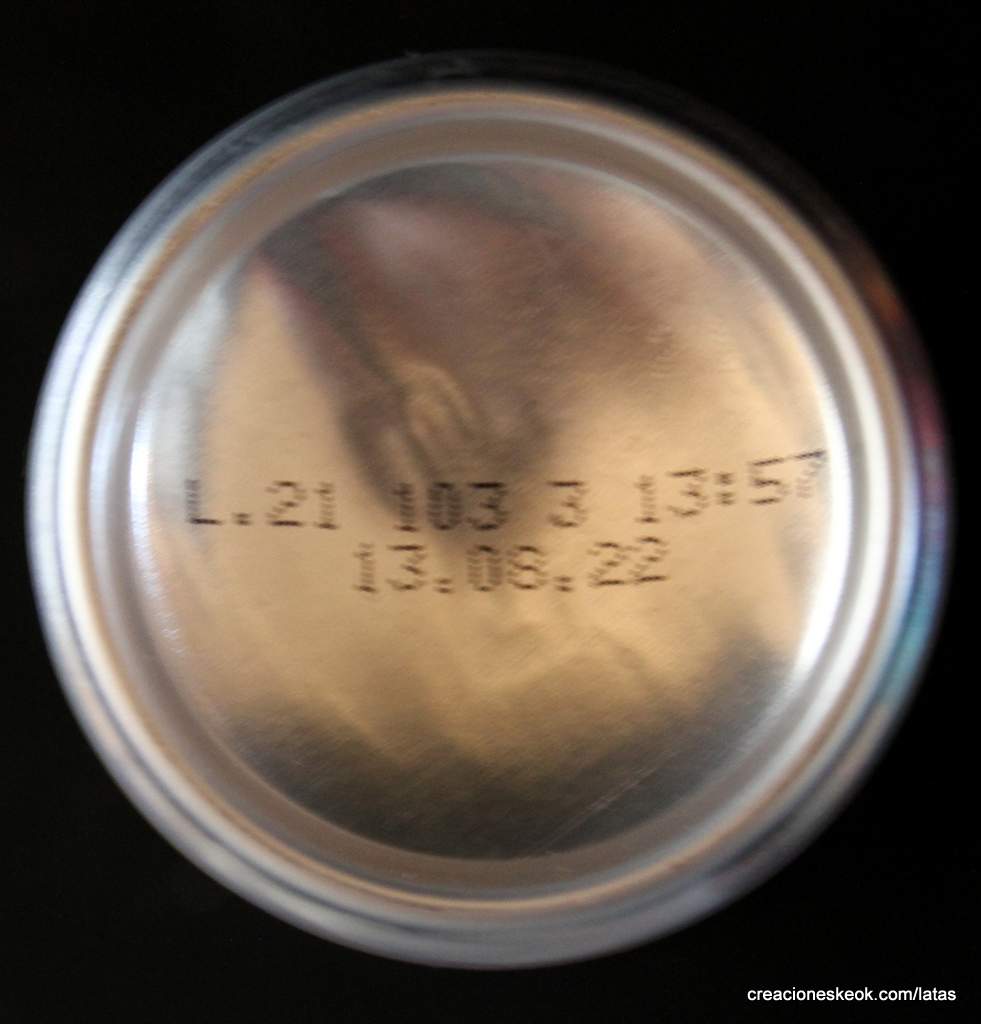 L.21 103 3 13:57
13.08.22
creacioneskeok.com/latas